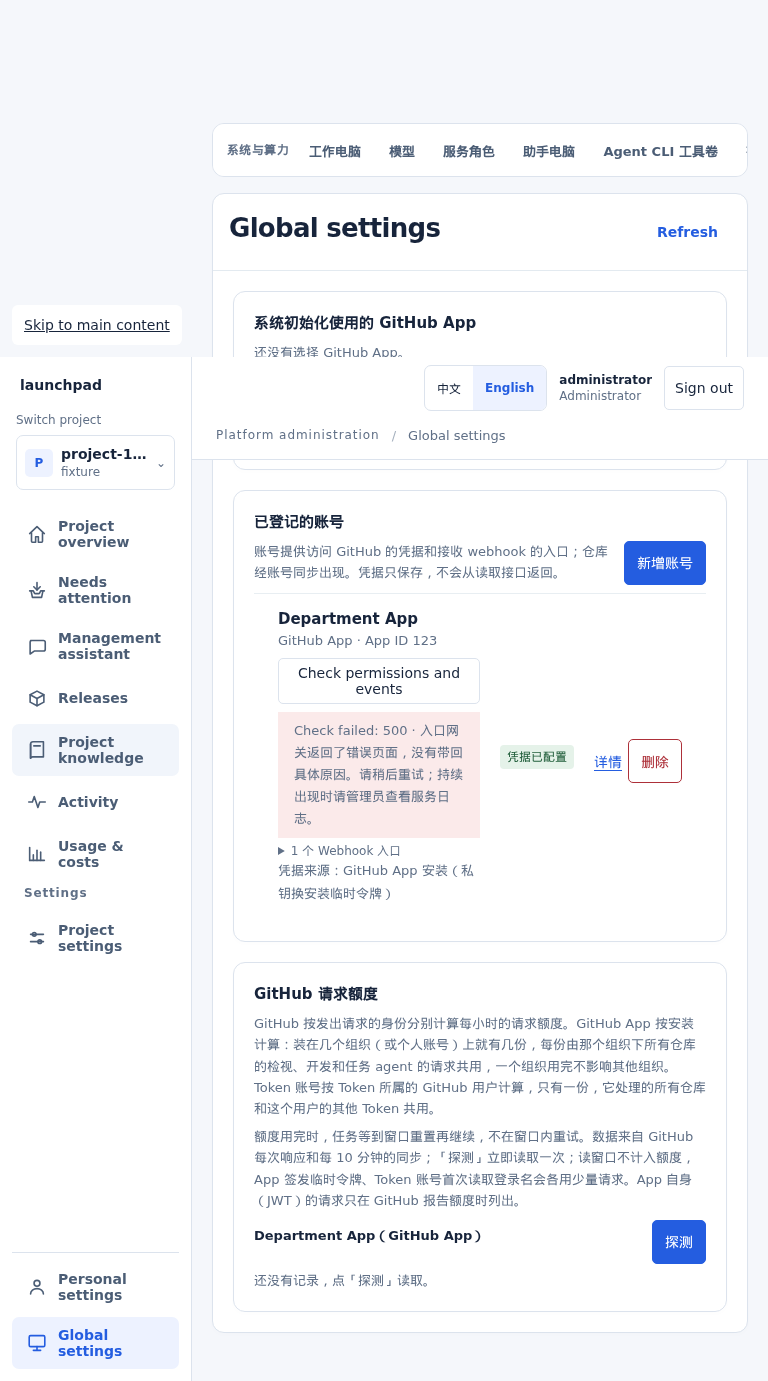 系统与算力 工作电脑 模型 服务角色 助手电脑 Agent CLI 工具卷
Global settings
Refresh
系统初始化使用的 GitHub App
还没有选择 GitHub App。
Skip to main content
launchpad
Switch project
P
project-1…
fixture
中文 English
administrator
Administrator
Sign out
Platform administration / Global settings
Project overview
Needs attention
Management assistant
Releases
Project knowledge
Activity
Usage & costs
Settings
Project settings
Personal settings
Global settings
已登记的账号
账号提供访问 GitHub 的凭据和接收 webhook 的入口；仓库
经账号同步出现。凭据只保存，不会从读取接口返回。
新增账号
Department App
GitHub App · App ID 123
Check permissions and
events
Check failed: 500 · 入口网
关返回了错误页面，没有带回
具体原因。请稍后重试；持续
出现时请管理员查看服务日
志。
凭据已配置
详情
删除
1 个 Webhook 入口
凭据来源：GitHub App 安装（私
钥换安装临时令牌）
GitHub 请求额度
GitHub 按发出请求的身份分别计算每小时的请求额度。GitHub App 按安装
计算：装在几个组织（或个人账号）上就有几份，每份由那个组织下所有仓库
的检视、开发和任务 agent 的请求共用，一个组织用完不影响其他组织。
Token 账号按 Token 所属的 GitHub 用户计算，只有一份，它处理的所有仓库
和这个用户的其他 Token 共用。
额度用完时，任务等到窗口重置再继续，不在窗口内重试。数据来自 GitHub
每次响应和每 10 分钟的同步；「探测」立即读取一次；读窗口不计入额度，
App 签发临时令牌、Token 账号首次读取登录名会各用少量请求。App 自身
（JWT）的请求只在 GitHub 报告额度时列出。
Department App（GitHub App）
探测
还没有记录，点「探测」读取。